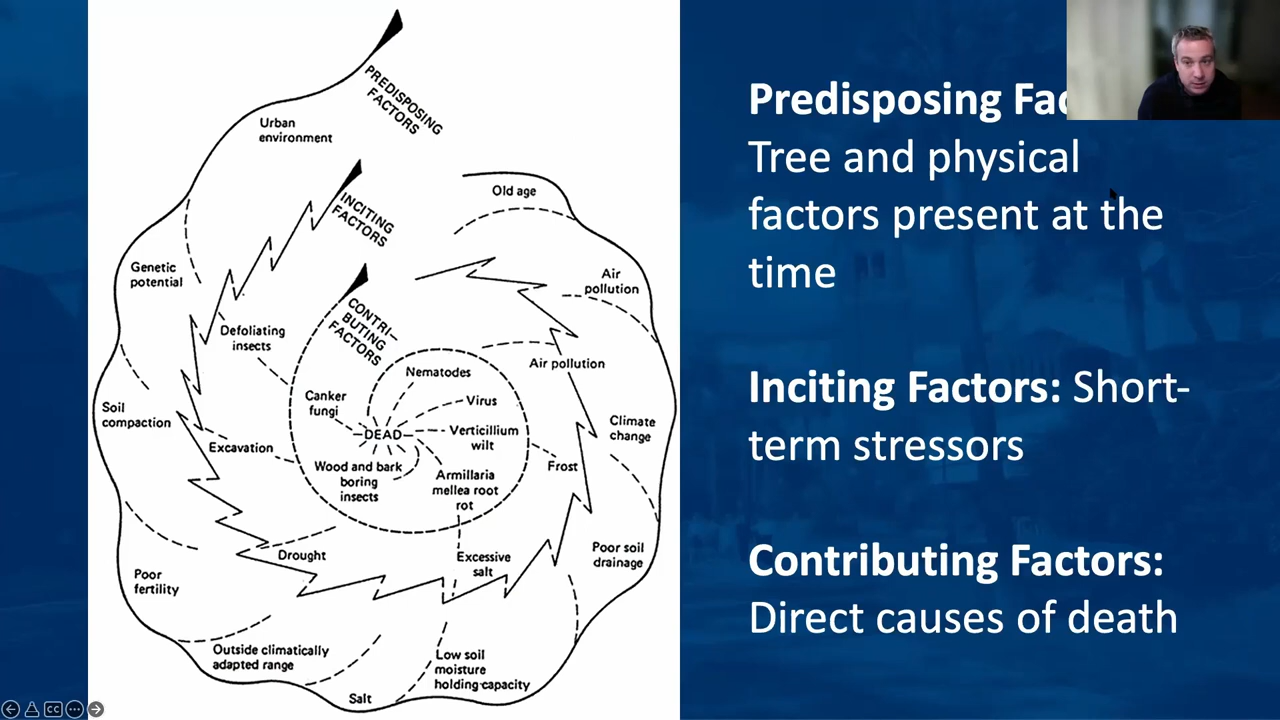 PREDISPOSING
FACTORS
Urban
environment
INCITING
FACTORS
Old age
Genetic
potential
Air
pollution
CONTRI-
BUTING
FACTORS
Defoliating
insects
Air pollution
Nematodes
Canker
fungi
Virus
Soil
compaction
Climate
change
DEAD
Verticillium
wilt
Excavation
Wood and bark
boring
insects
Frost
Armillaria
mellea root
rot
Drought
Excessive
salt
Poor soil
drainage
Poor
fertility
Outside climatically
adapted range
Low soil
moisture
holding capacity
Salt
Predisposing Fac
Tree and physical
factors present at the
time
Inciting Factors: Short-
term stressors
Contributing Factors:
Direct causes of death
CC